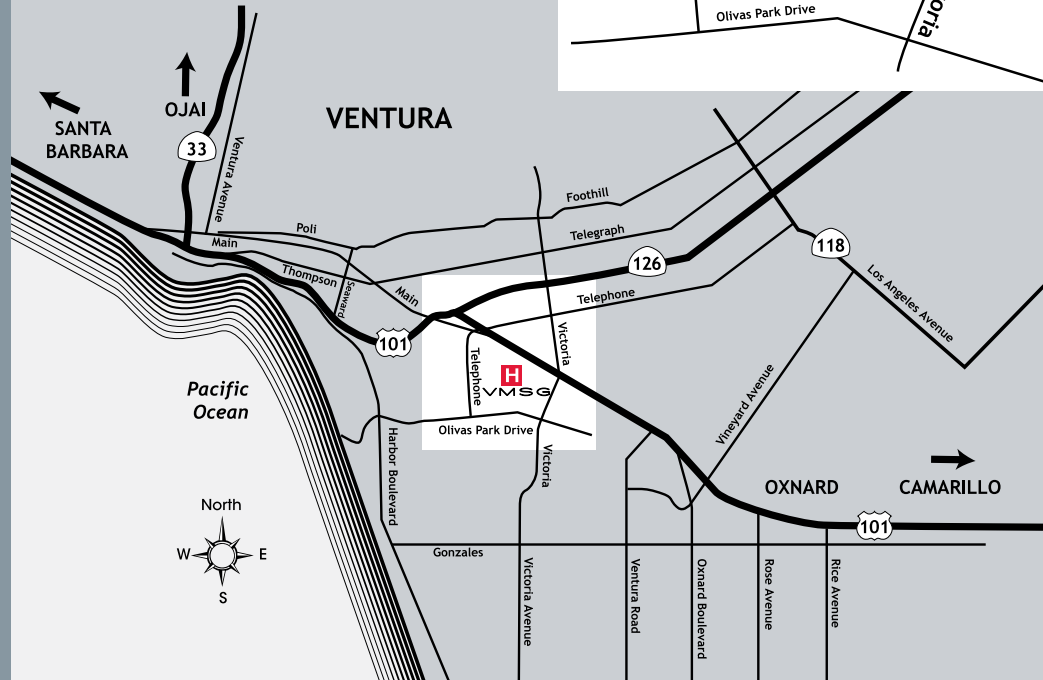 Olivas Park Drive
oria
OJAI
SANTA
BARBARA
VENTURA
33
Ventura Avenue
Foothill
Poli
Main
Telegraph
118
126
Thompson
Seaward
Main
Telephone
Los Angeles Avenue
101
Victoria
Telephone
H
VMSG
Pacific
Ocean
Vineyard Avenue
Olivas Park Drive
Harbor Boulevard
Victoria
OXNARD
CAMARILLO
North
W
E
S
101
Gonzales
Victoria Avenue
Ventura Road
Oxnard Boulevard
Rose Avenue
Rice Avenue